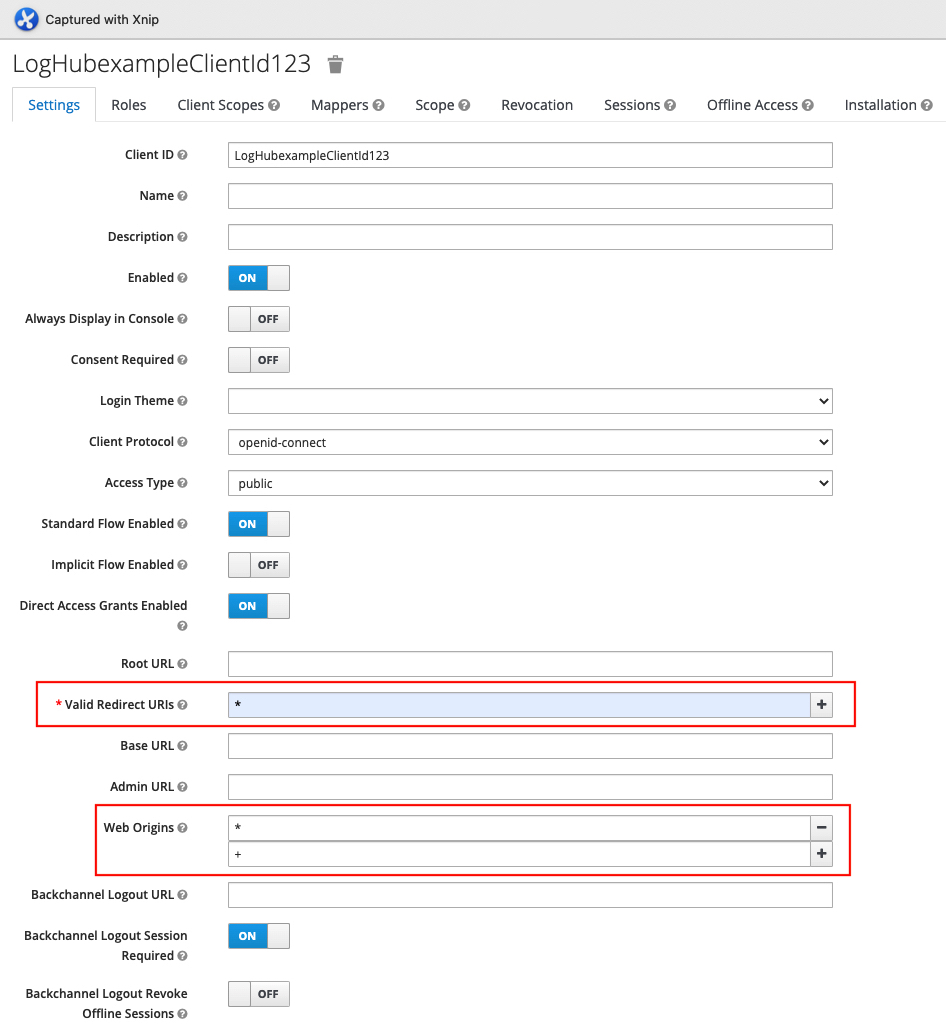 Captured with Xnip
LogHubexampleClientId123
Settings Roles Client Scopes Mappers Scope Revocation Sessions Offline Access Installation
Client ID LogHubexampleClientId123
Name
Description
Enabled ON
Always Display in Console OFF
Consent Required OFF
Login Theme
Client Protocol openid-connect
Access Type public
Standard Flow Enabled ON
Implicit Flow Enabled OFF
Direct Access Grants Enabled ON
Root URL
* Valid Redirect URIs * +
Base URL
Admin URL
Web Origins * −
+ +
Backchannel Logout URL
Backchannel Logout Session ON
Required
Backchannel Logout Revoke OFF
Offline Sessions